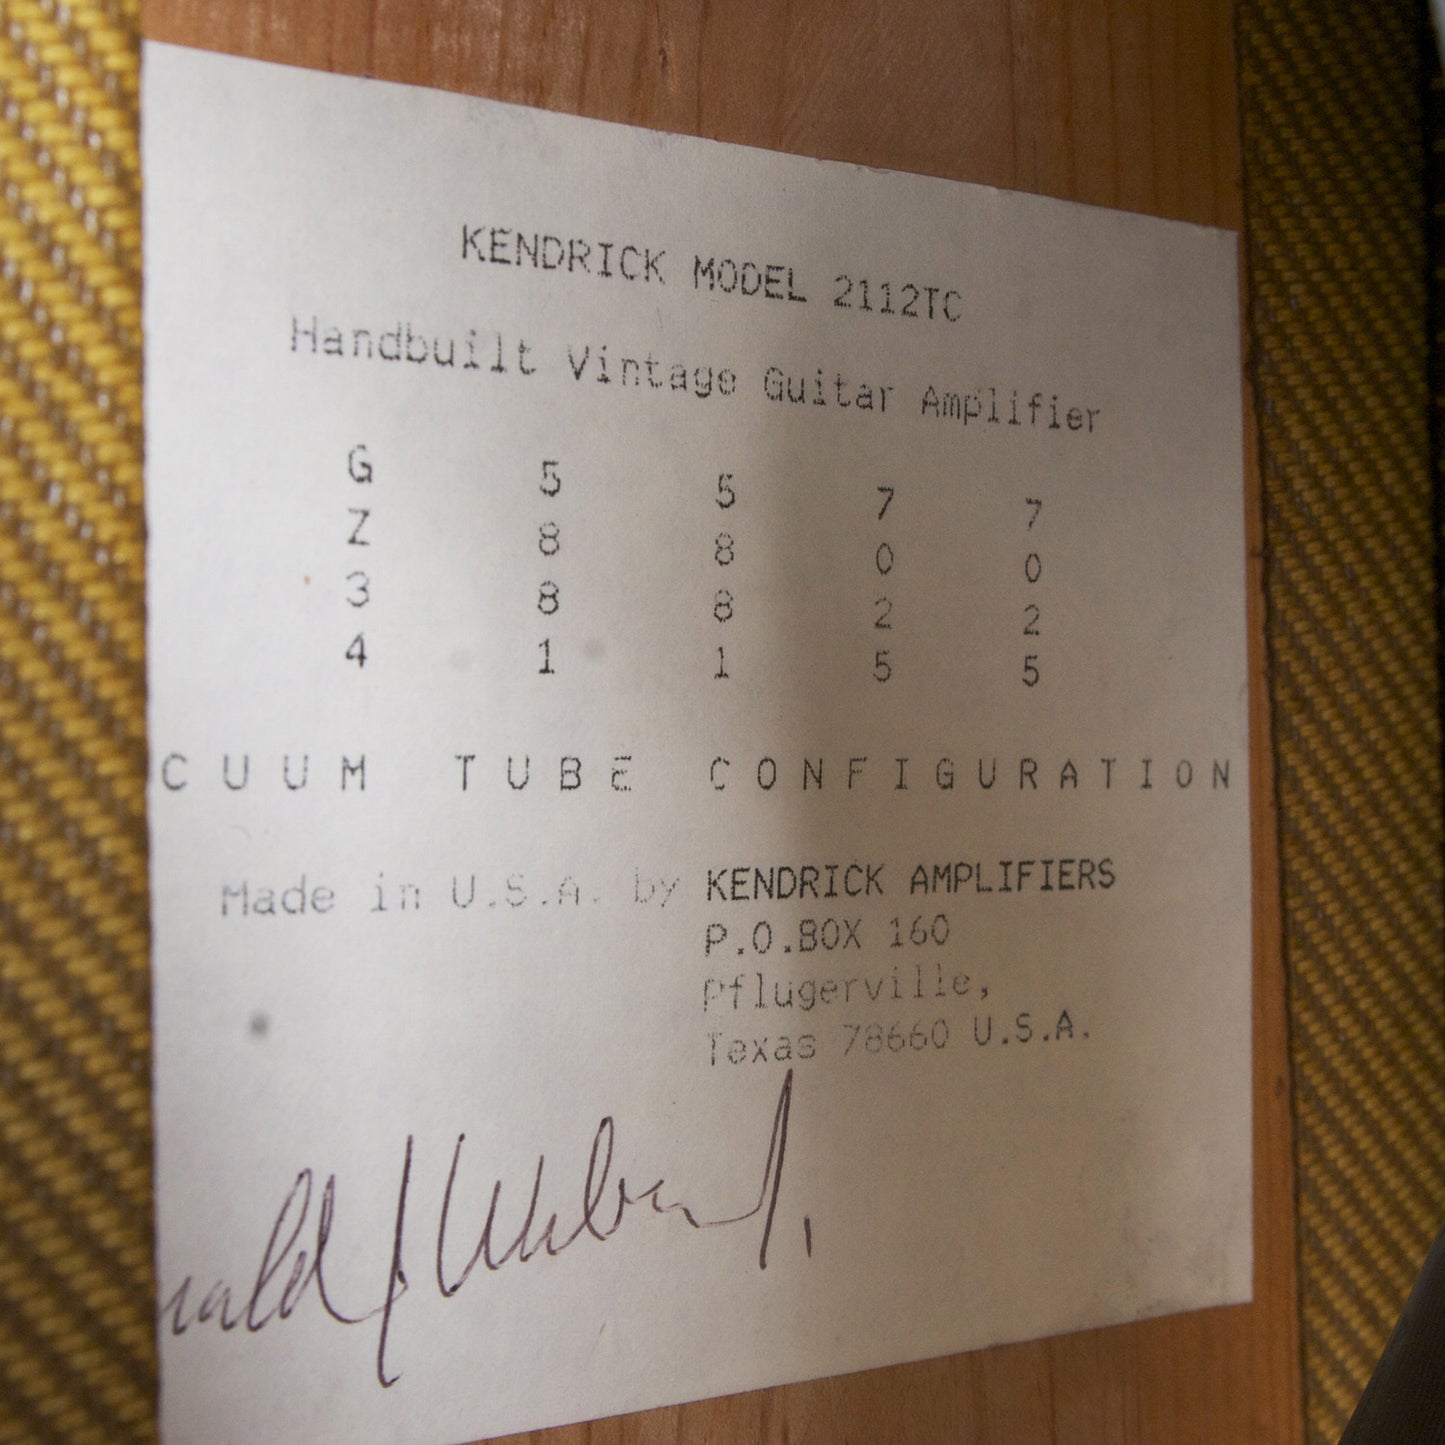 KENDRICK MODEL 2112TC
Handbuilt Vintage Guitar Amplifier
G 5 5 7 7
Z 8 8 0 0
3 8 8 2 2
4 1 1 5 5
CUUM TUBE CONFIGURATION
Made in U.S.A. by KENDRICK AMPLIFIERS
P.O.BOX 160
Pflugerville,
Texas 78660 U.S.A.